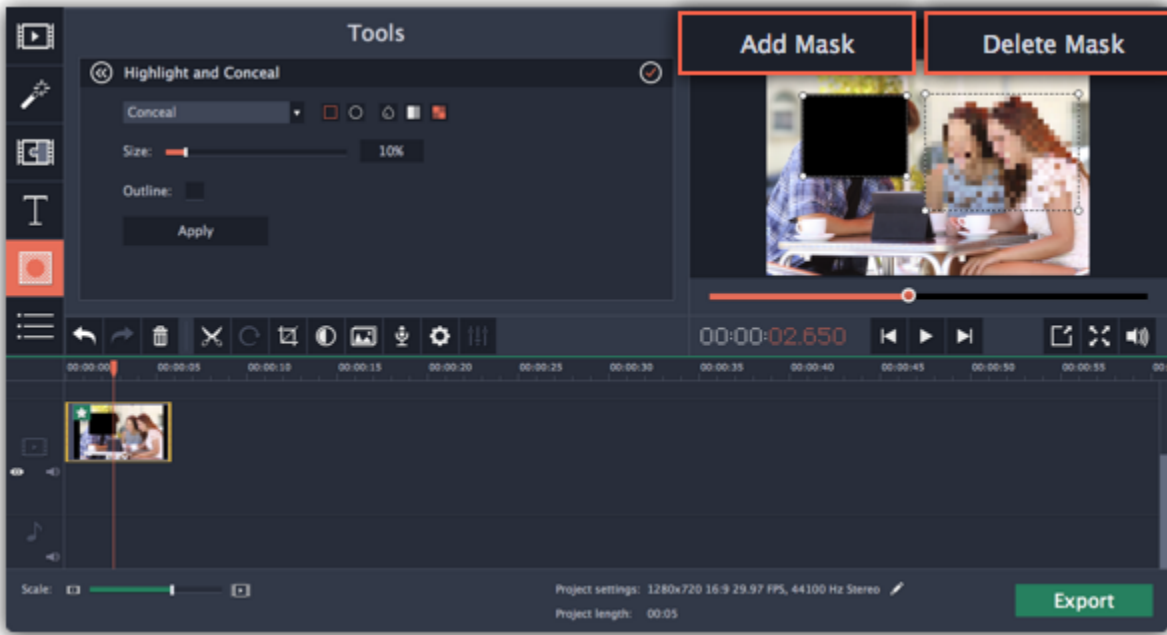 Tools
Add Mask
Delete Mask
Highlight and Conceal
Conceal
Size:
10%
Outline:
Apply
00:00:02.650
00:00:00
00:00:05
00:00:10
00:00:15
00:00:20
00:00:25
00:00:30
00:00:35
00:00:40
00:00:45
00:00:50
00:00:55
00:
Scale:
Project settings: 1280x720 16:9 29.97 FPS, 44100 Hz Stereo
Project length: 00:05
Export